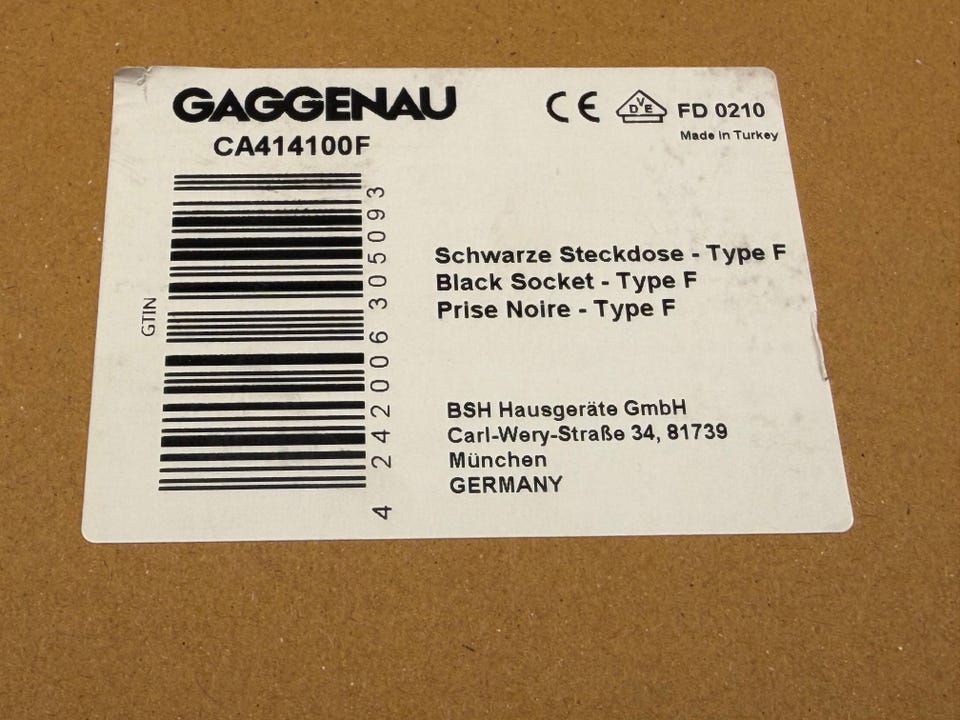 GAGGENAU
CA414100F
CE VDE FD 0210
Made in Turkey
GTIN
4 242006 305093
Schwarze Steckdose - Type F
Black Socket - Type F
Prise Noire - Type F
BSH Hausgeräte GmbH
Carl-Wery-Straße 34, 81739
München
GERMANY